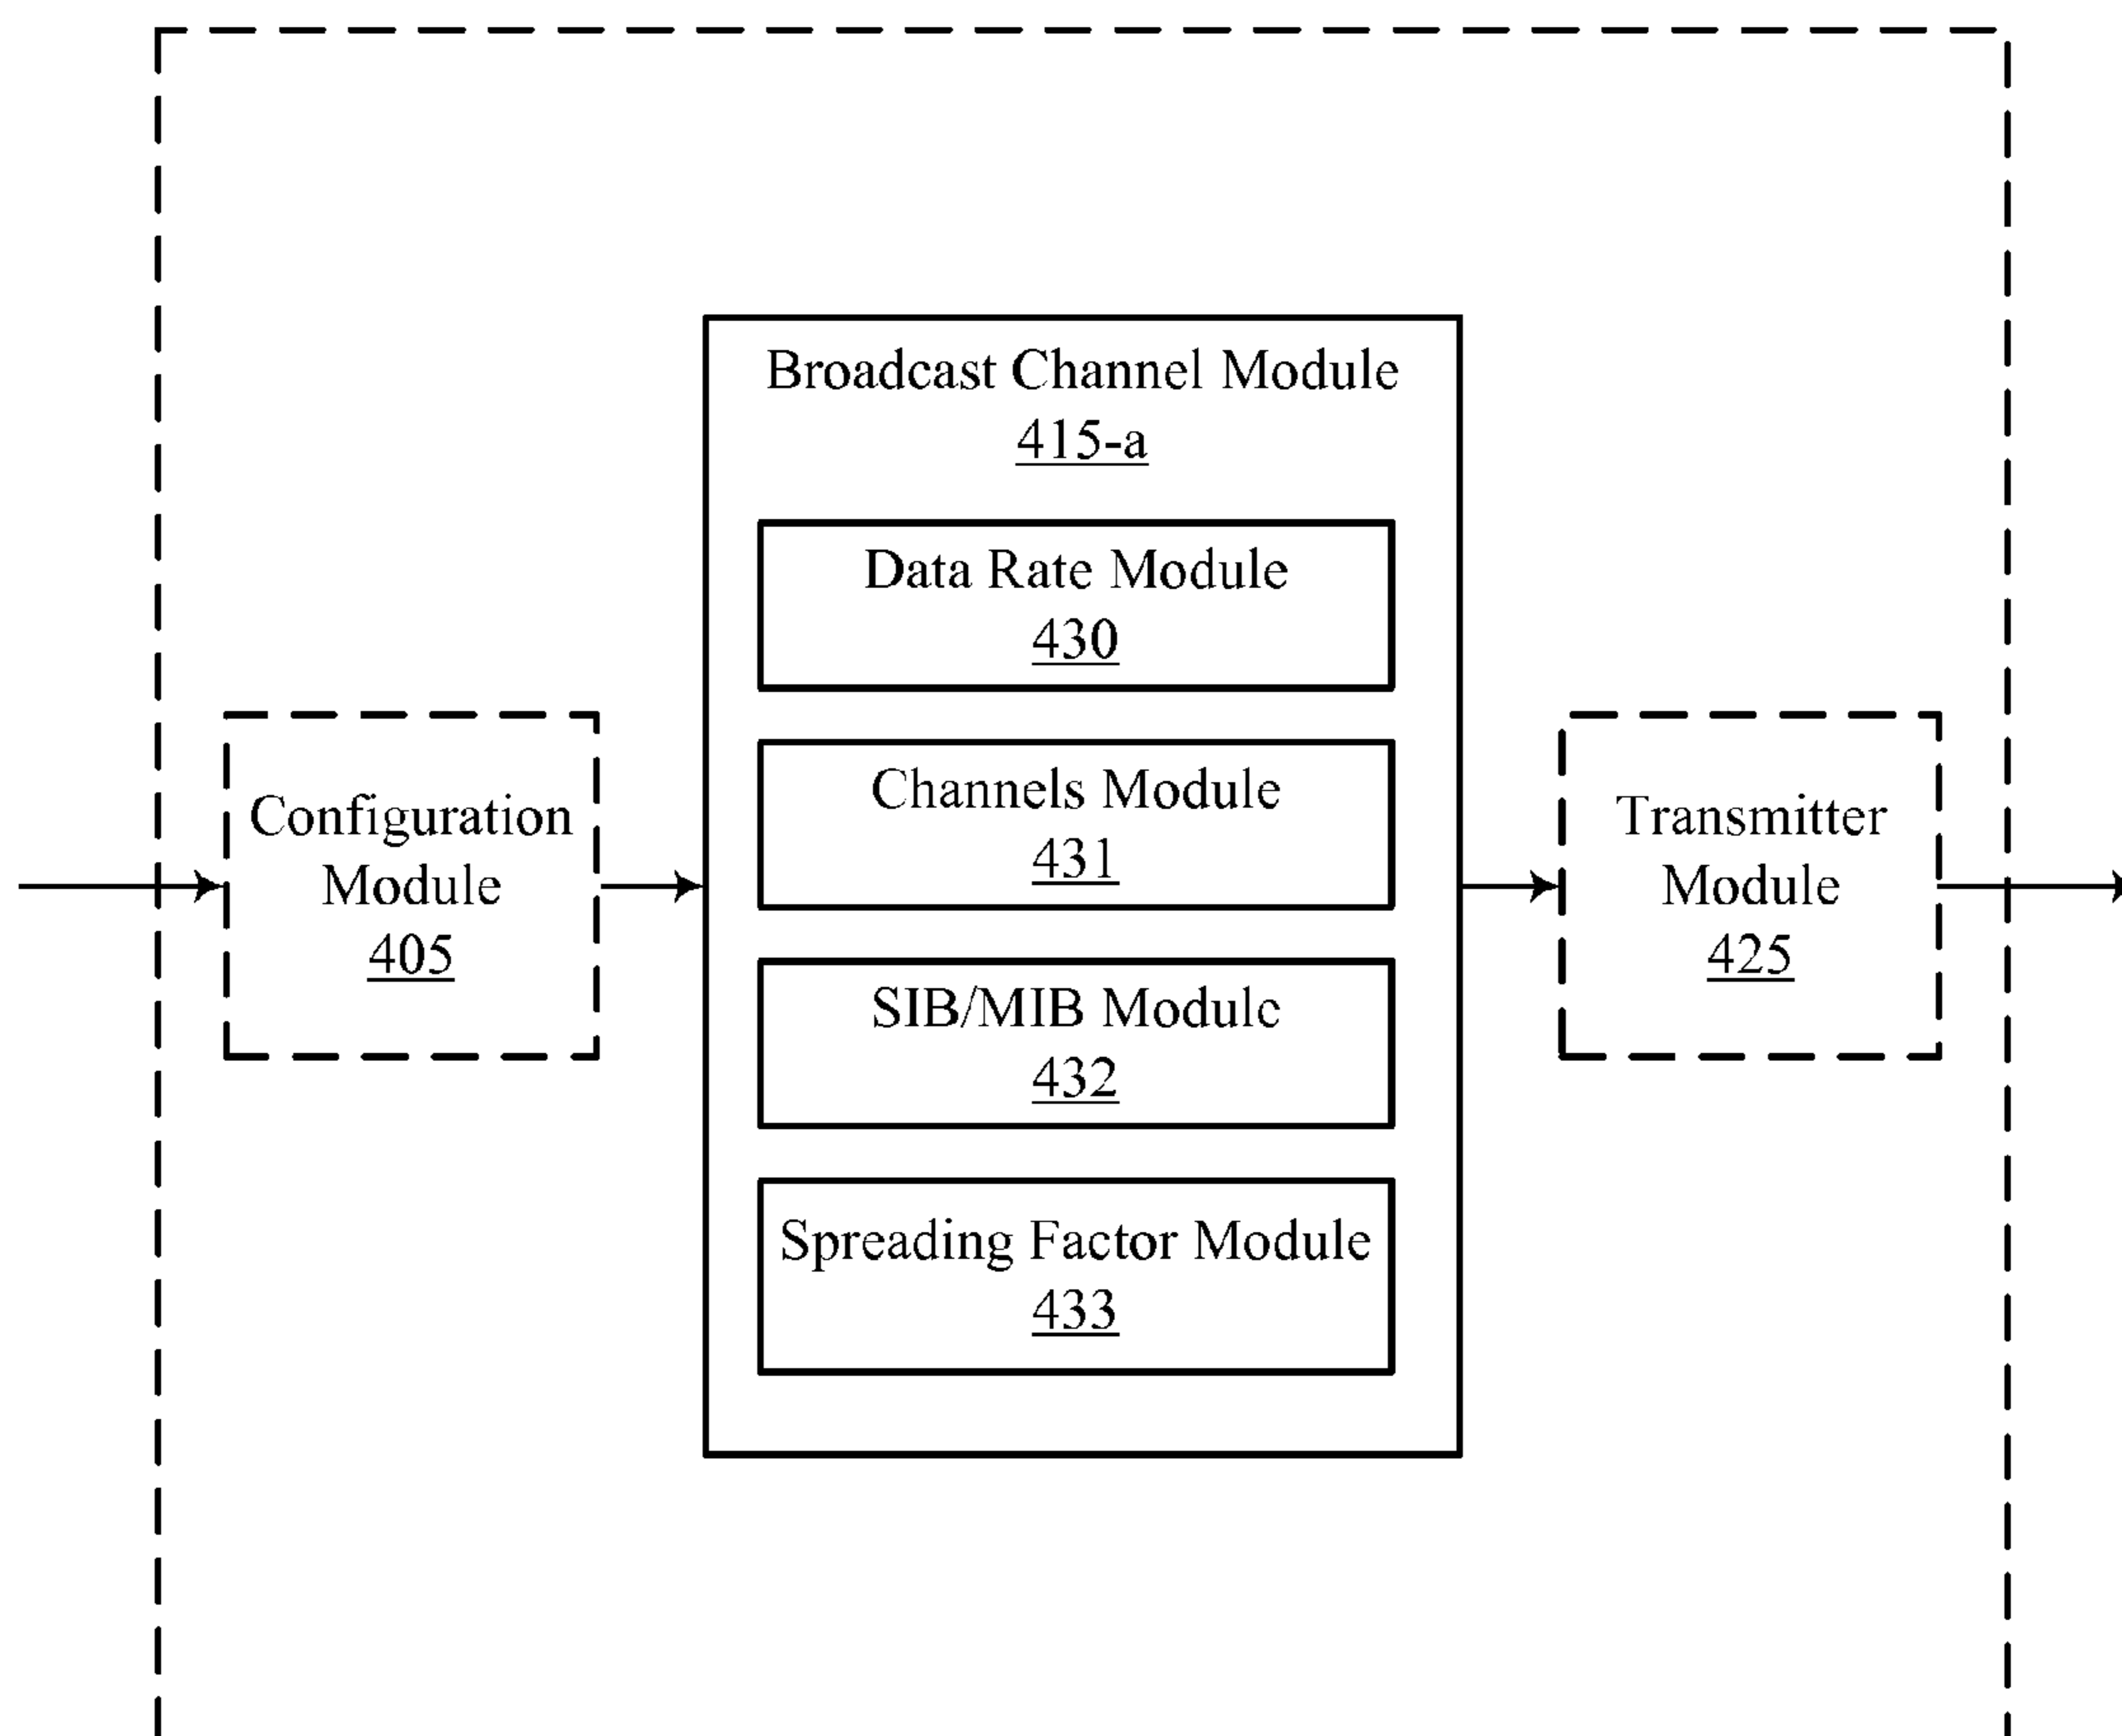 Broadcast Channel Module
415-a
Data Rate Module
430
Channels Module
431
SIB/MIB Module
432
Spreading Factor Module
433
Configuration
Module
405
Transmitter
Module
425